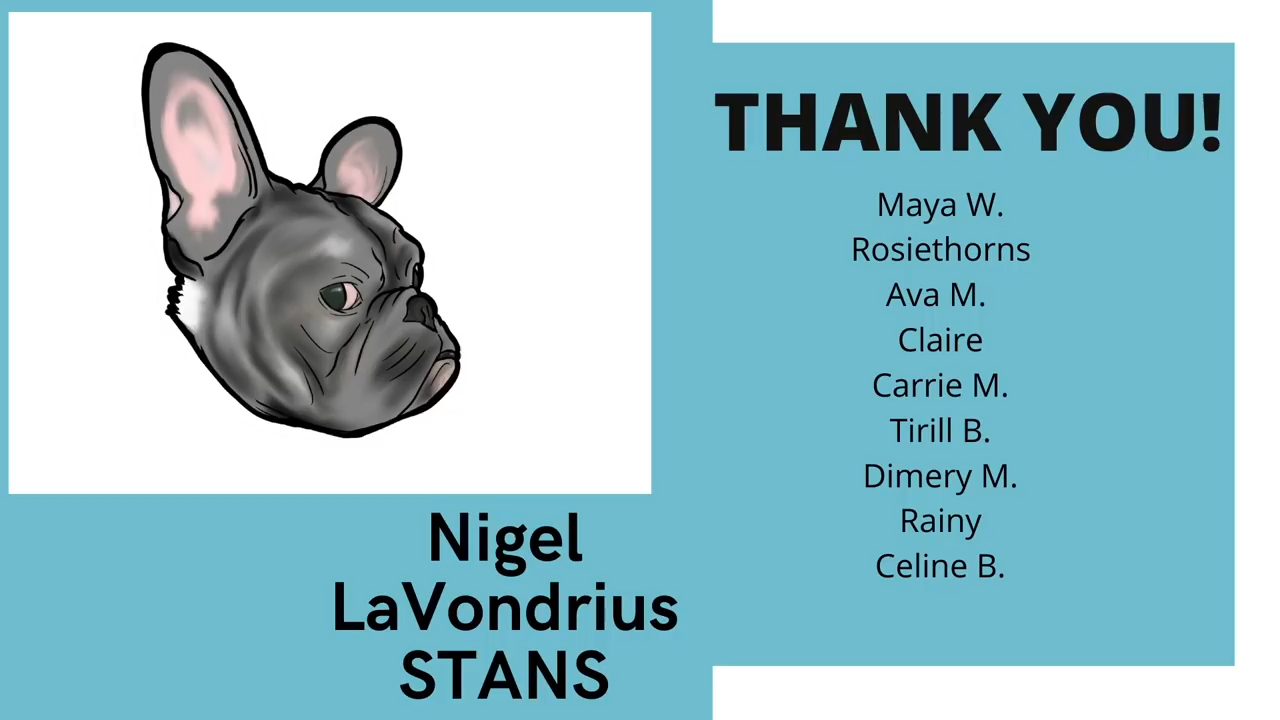 Nigel
LaVondrius
STANS
THANK YOU!
Maya W.
Rosiethorns
Ava M.
Claire
Carrie M.
Tirill B.
Dimery M.
Rainy
Celine B.